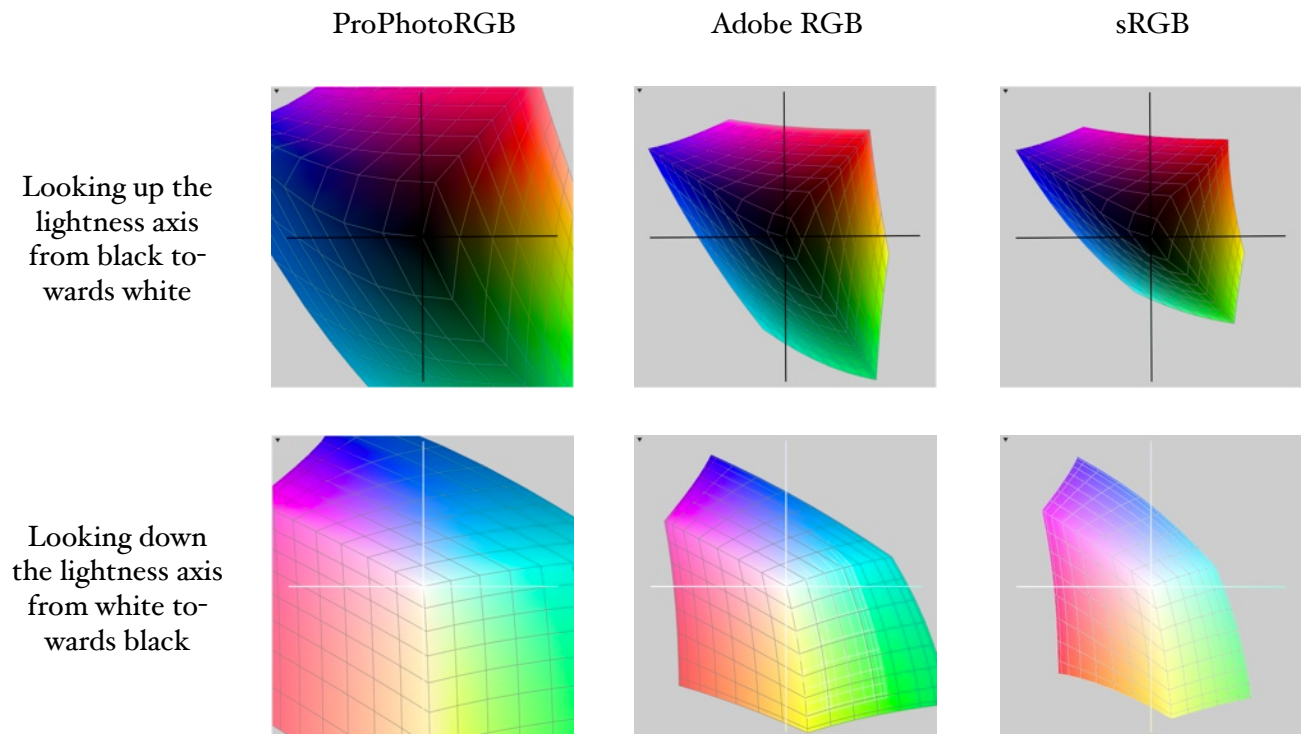 ProPhotoRGB
Adobe RGB
sRGB
Looking up the
lightness axis
from black to-
wards white
Looking down
the lightness axis
from white to-
wards black